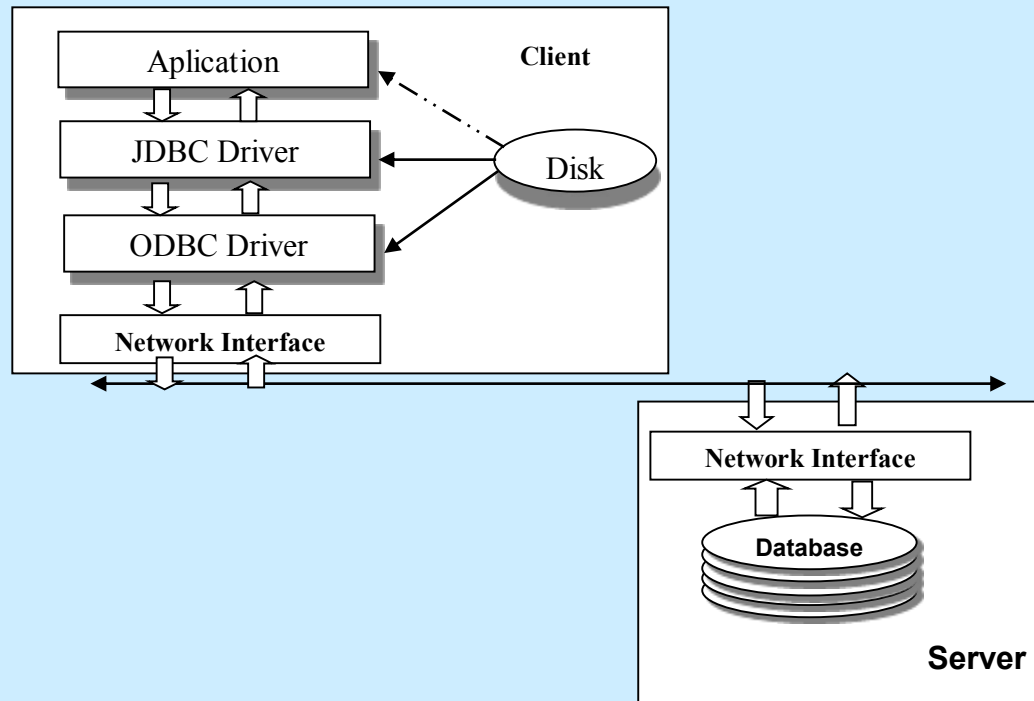 Aplication
Client
JDBC Driver
Disk
ODBC Driver
Network Interface
Network Interface
Database
Server